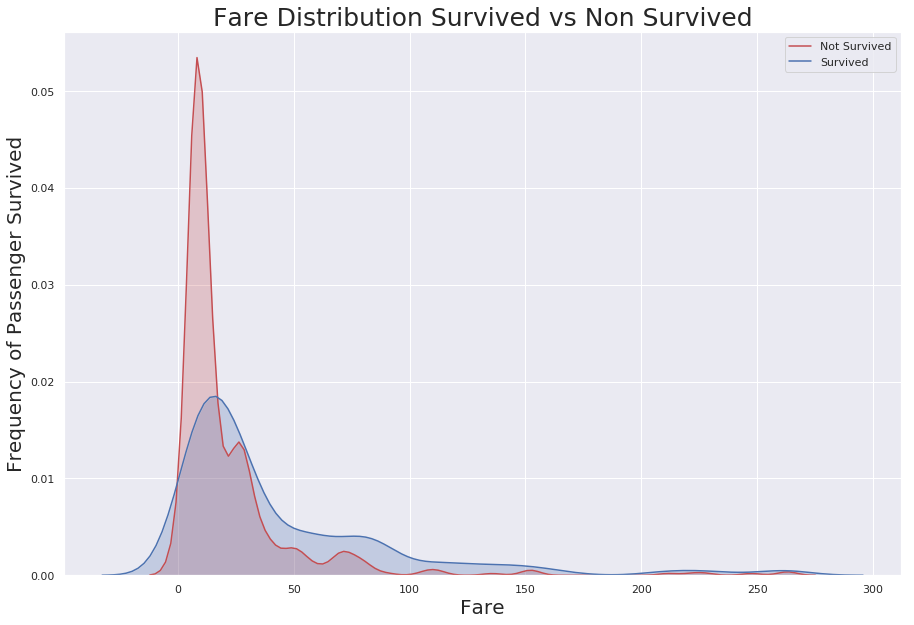 Fare Distribution Survived vs Non Survived
Not Survived
Survived
Frequency of Passenger Survived
0.05
0.04
0.03
0.02
0.01
0.00
0 50 100 150 200 250 300
Fare